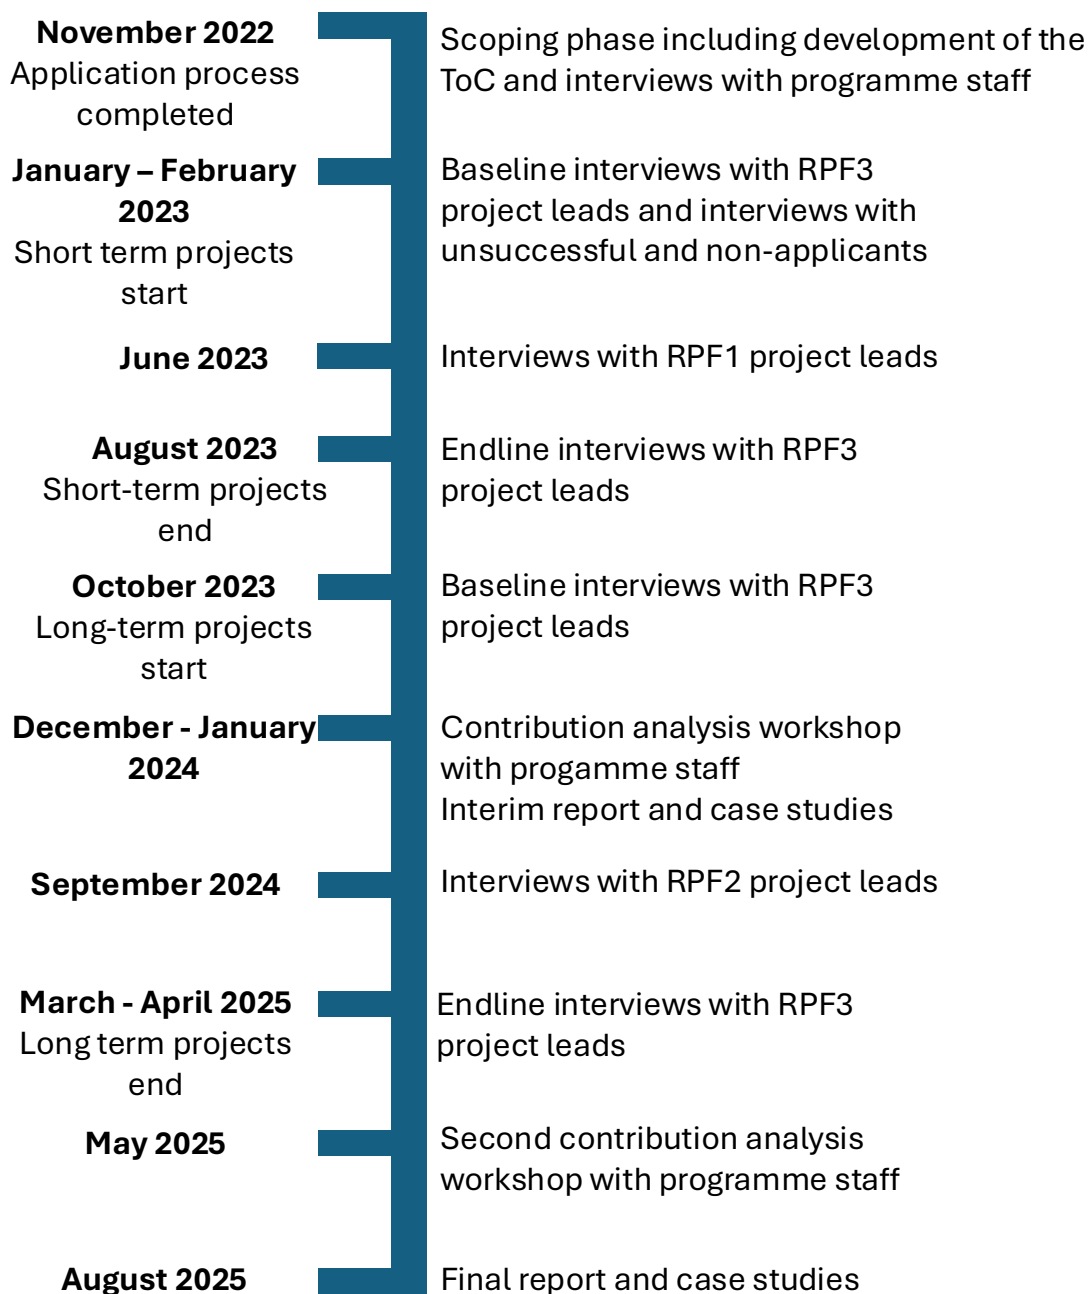 November 2022
Application process
completed
Scoping phase including development of the
ToC and interviews with programme staff
January – February
2023
Short term projects
start
Baseline interviews with RPF3
project leads and interviews with
unsuccessful and non-applicants
June 2023
Interviews with RPF1 project leads
August 2023
Short-term projects
end
Endline interviews with RPF3
project leads
October 2023
Long-term projects
start
Baseline interviews with RPF3
project leads
December - January
2024
Contribution analysis workshop
with progamme staff
Interim report and case studies
September 2024
Interviews with RPF2 project leads
March - April 2025
Long term projects
end
Endline interviews with RPF3
project leads
May 2025
Second contribution analysis
workshop with programme staff
August 2025
Final report and case studies